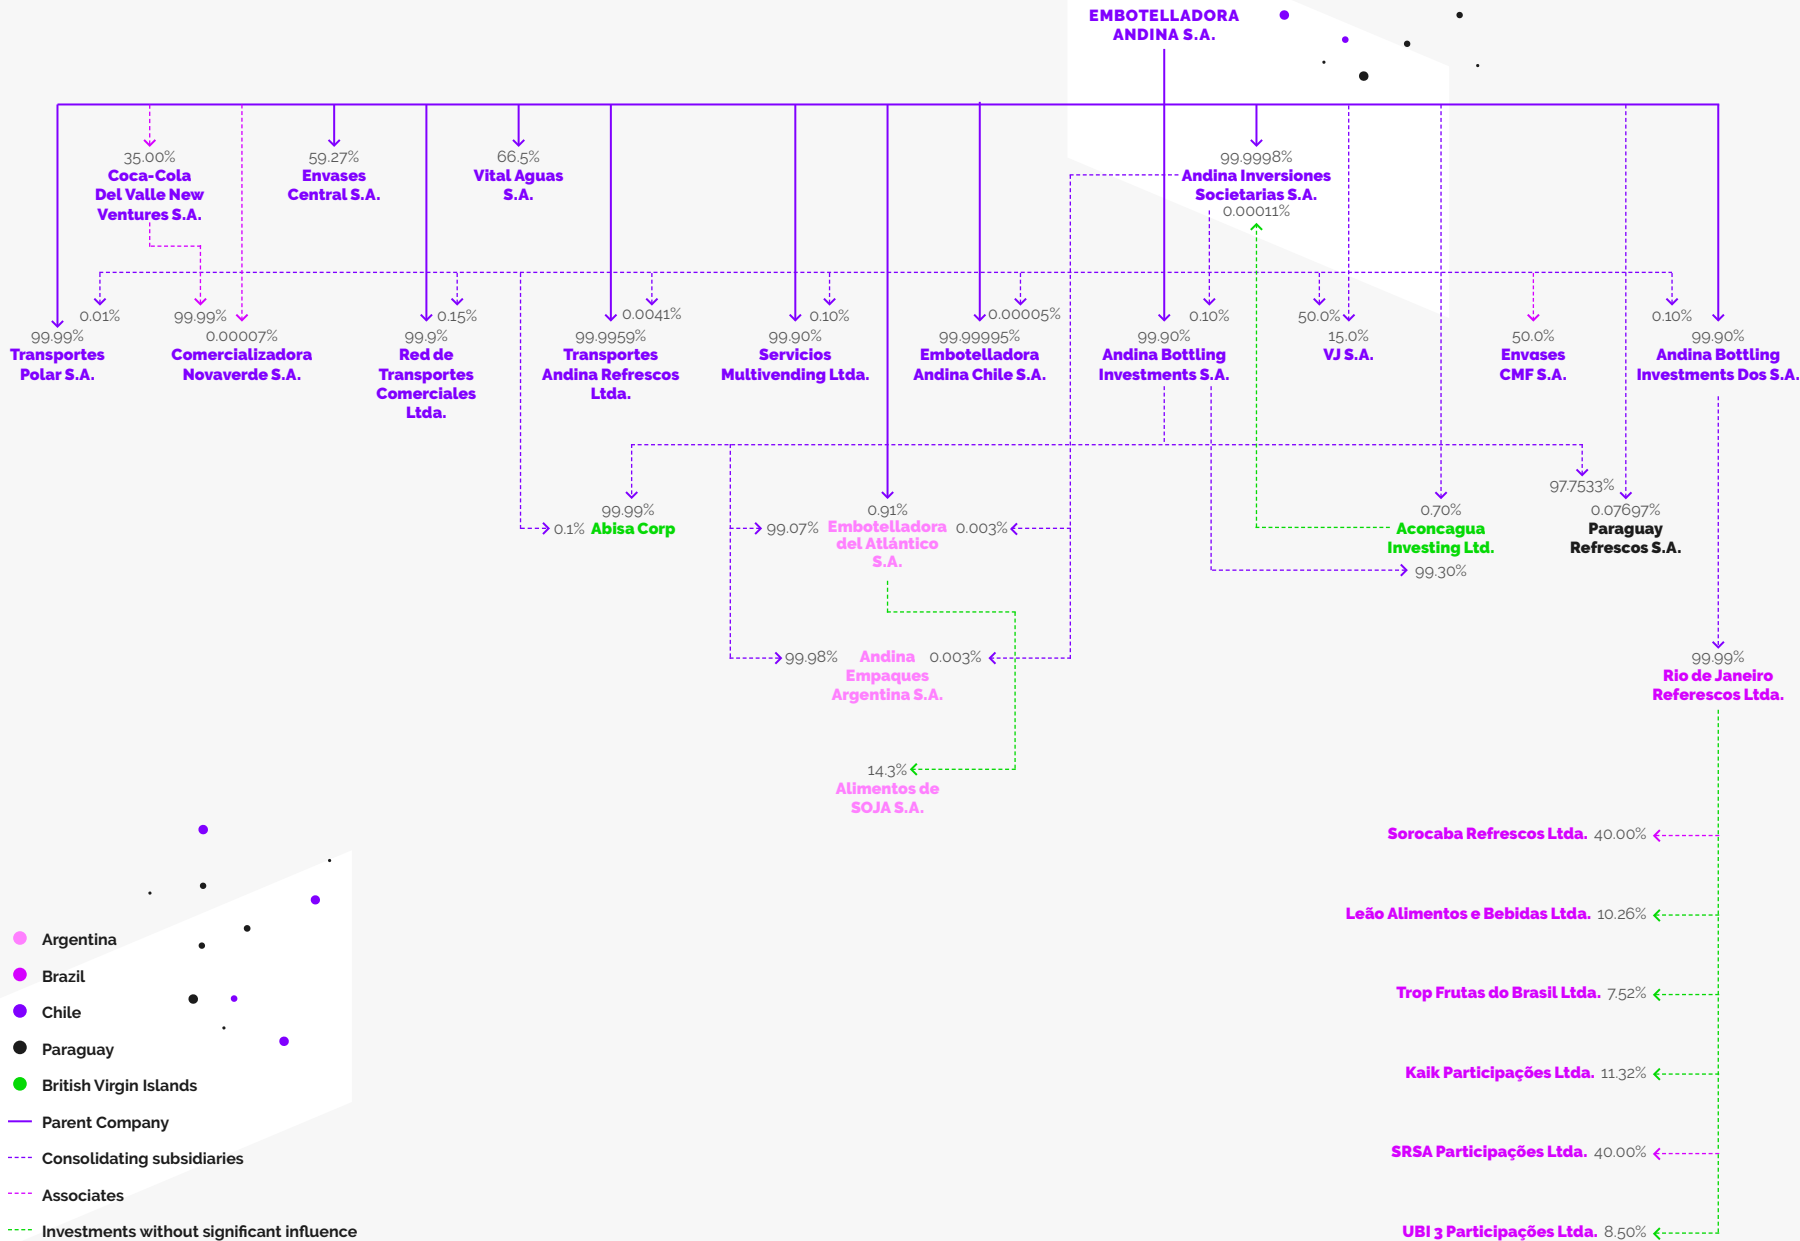 EMBOTELLADORA
ANDINA S.A.
35.00%
Coca-Cola
Del Valle New
Ventures S.A.
59.27%
Envases
Central S.A.
66.5%
Vital Aguas
S.A.
99.9998%
Andina Inversiones
Societarias S.A.
0.00011%
0.01%
99.99%
Transportes
Polar S.A.
99.99%
0.00007%
Comercializadora
Novaverde S.A.
0.15%
99.9%
Red de
Transportes
Comerciales
Ltda.
0.0041%
99.9959%
Transportes
Andina Refrescos
Ltda.
0.10%
99.90%
Servicios
Multivending Ltda.
0.00005%
99.99995%
Embotelladora
Andina Chile S.A.
0.10%
99.90%
Andina Bottling
Investments S.A.
50.0%
15.0%
VJ S.A.
50.0%
Envases
CMF S.A.
0.10%
99.90%
Andina Bottling
Investments Dos S.A.
99.99%
0.1% Abisa Corp
0.91%
99.07% Embotelladora 0.003%
del Atlántico
S.A.
0.70%
Aconcagua
Investing Ltd.
99.30%
97.7533%
0.07697%
Paraguay
Refrescos S.A.
99.98% Andina 0.003%
Empaques
Argentina S.A.
99.99%
Rio de Janeiro
Referescos Ltda.
14.3%
Alimentos de
SOJA S.A.
Sorocaba Refrescos Ltda. 40.00%
Leão Alimentos e Bebidas Ltda. 10.26%
Trop Frutas do Brasil Ltda. 7.52%
Kaik Participações Ltda. 11.32%
SRSA Participações Ltda. 40.00%
UBI 3 Participações Ltda. 8.50%
Argentina
Brazil
Chile
Paraguay
British Virgin Islands
Parent Company
Consolidating subsidiaries
Associates
Investments without significant influence